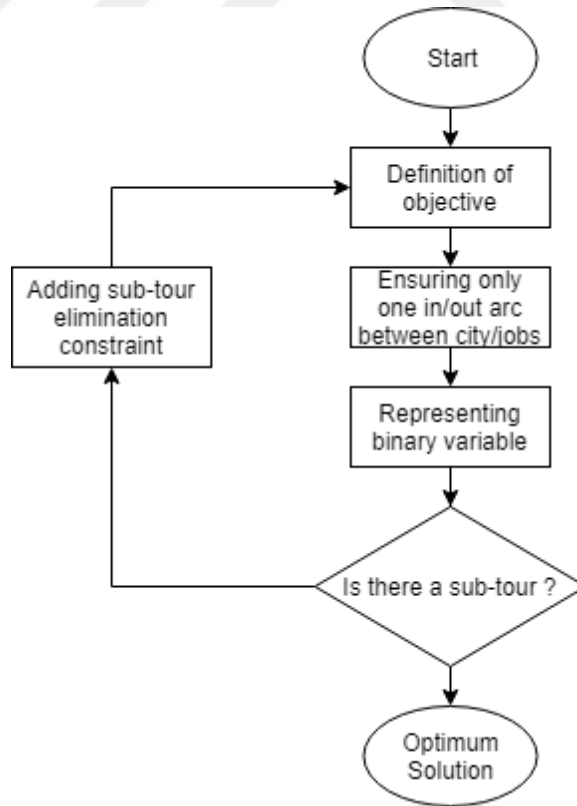 Start
Definition of
objective
Ensuring only
one in/out arc
between city/jobs
Adding sub-tour
elimination
constraint
Representing
binary variable
Is there a sub-tour ?
Optimum
Solution